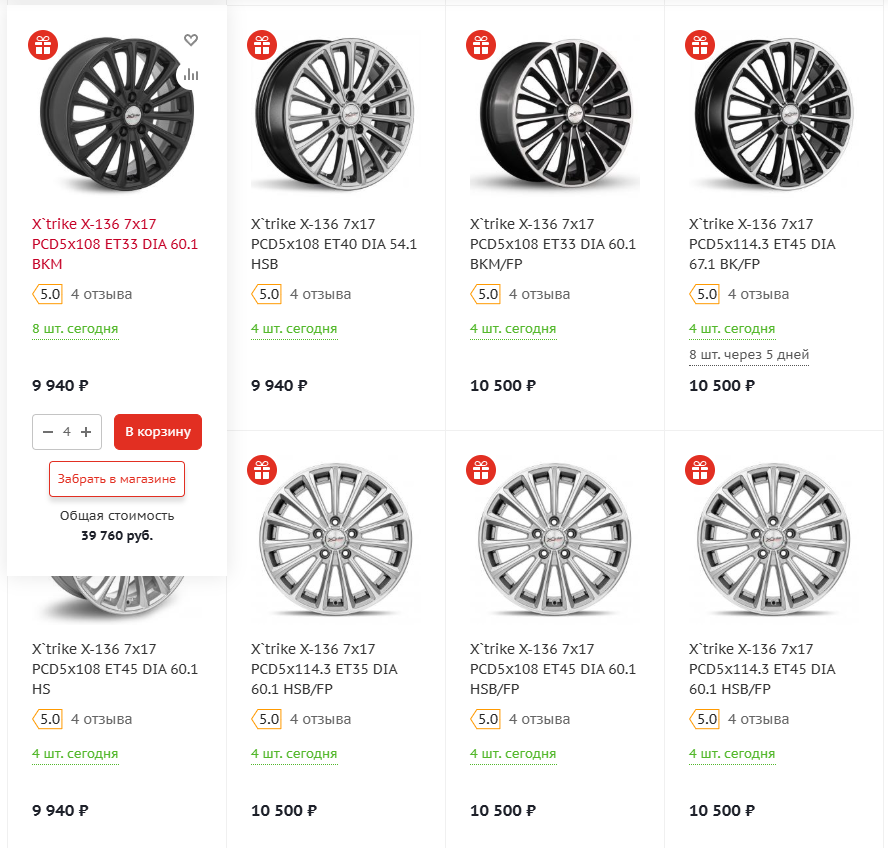 X`trike X-136 7x17
PCD5x108 ET33 DIA 60.1
BKM
5.0 4 отзыва
8 шт. сегодня
9 940 ₽
− 4 +
В корзину
Забрать в магазине
Общая стоимость
39 760 руб.
X`trike X-136 7x17
PCD5x108 ET40 DIA 54.1
HSB
5.0 4 отзыва
4 шт. сегодня
9 940 ₽
X`trike X-136 7x17
PCD5x108 ET33 DIA 60.1
BKM/FP
5.0 4 отзыва
4 шт. сегодня
10 500 ₽
X`trike X-136 7x17
PCD5x114.3 ET45 DIA
67.1 BK/FP
5.0 4 отзыва
4 шт. сегодня
8 шт. через 5 дней
10 500 ₽
X`trike X-136 7x17
PCD5x108 ET45 DIA 60.1
HS
5.0 4 отзыва
4 шт. сегодня
9 940 ₽
X`trike X-136 7x17
PCD5x114.3 ET35 DIA
60.1 HSB/FP
5.0 4 отзыва
4 шт. сегодня
10 500 ₽
X`trike X-136 7x17
PCD5x108 ET45 DIA 60.1
HSB/FP
5.0 4 отзыва
4 шт. сегодня
10 500 ₽
X`trike X-136 7x17
PCD5x114.3 ET45 DIA
60.1 HSB/FP
5.0 4 отзыва
4 шт. сегодня
10 500 ₽